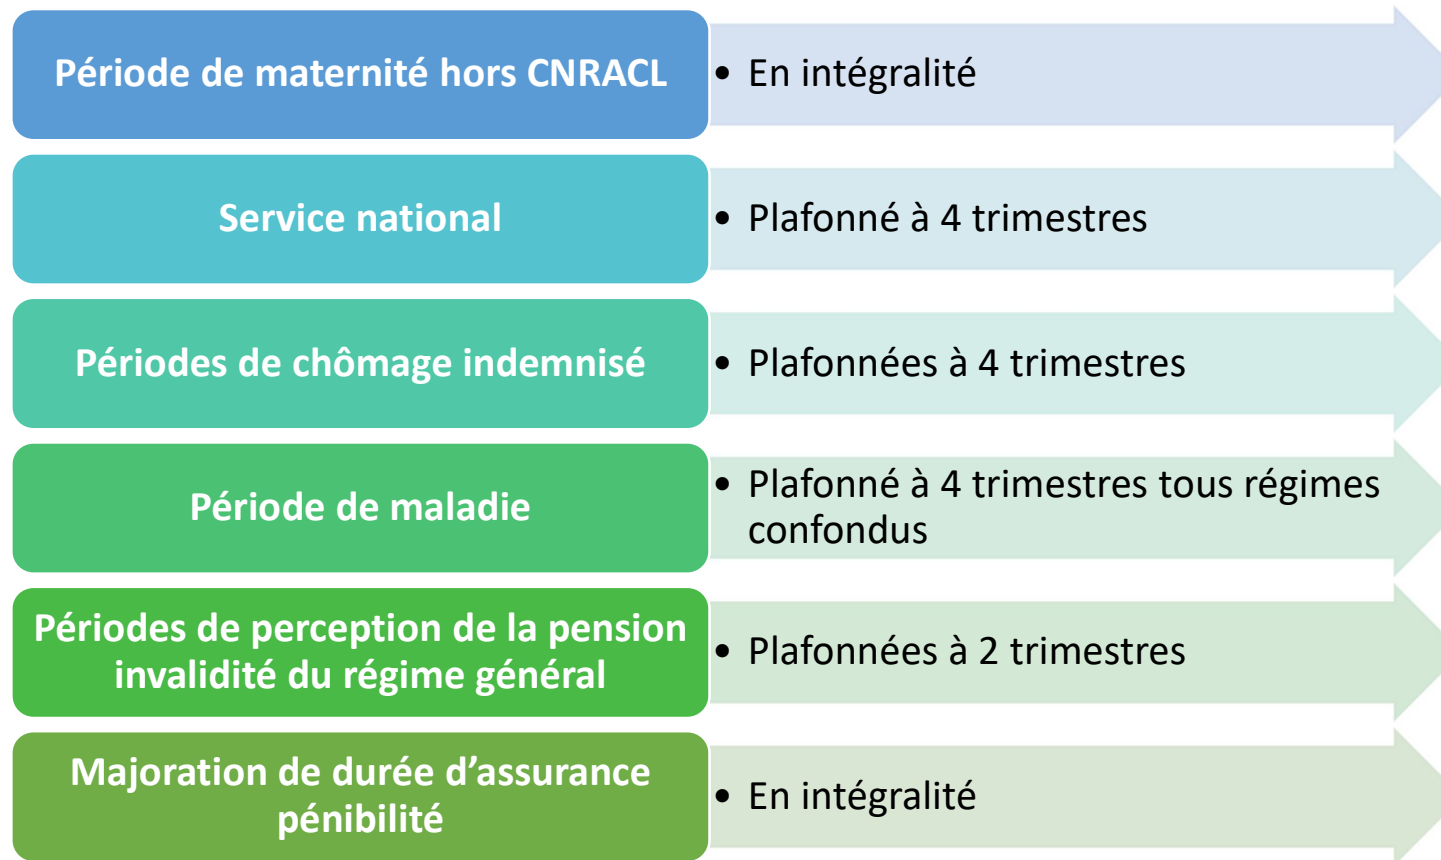 Période de maternité hors CNRACL
• En intégralité
Service national
• Plafonné à 4 trimestres
Périodes de chômage indemnisé
• Plafonnées à 4 trimestres
Période de maladie
• Plafonné à 4 trimestres tous régimes
confondus
Périodes de perception de la pension
invalidité du régime général
• Plafonnées à 2 trimestres
Majoration de durée d’assurance
pénibilité
• En intégralité